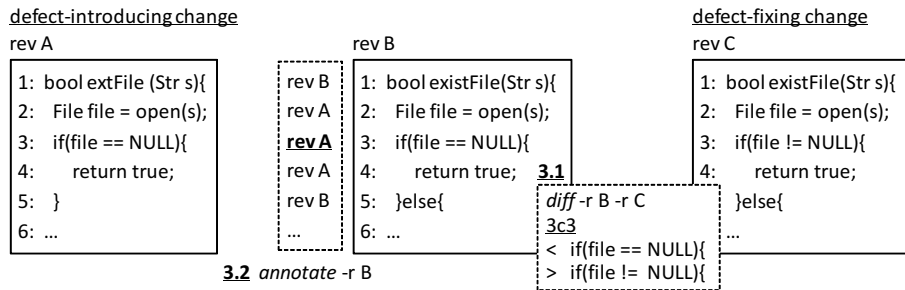 defect-introducing change
rev A
1: bool extFile (Str s){
2: File file = open(s);
3: if(file == NULL){
4: return true;
5: }
6: ...
rev B
rev A
rev A
rev A
rev B
...
3.2 annotate -r B
rev B
1: bool existFile(Str s){
2: File file = open(s);
3: if(file == NULL){
4: return true;
5: }else{
6: ...
3.1
diff -r B -r C
3c3
< if(file == NULL){
> if(file != NULL){
defect-fixing change
rev C
1: bool existFile(Str s){
2: File file = open(s);
3: if(file != NULL){
4: return true;
}else{
...